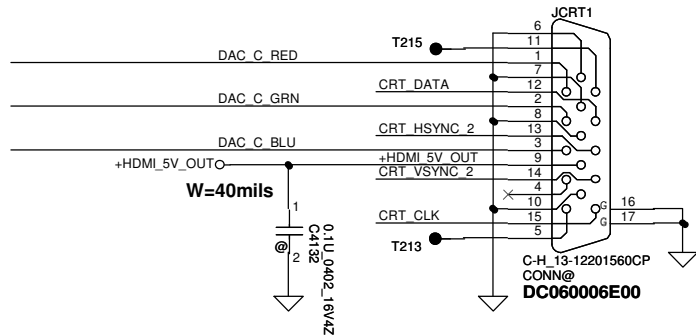 JCRT1
6
T215
11
DAC_C_RED
1
7
CRT_DATA
12
DAC_C_GRN
2
8
CRT_HSYNC_2
13
DAC_C_BLU
3
+HDMI_5V_OUT
+HDMI_5V_OUT
9
CRT_VSYNC_2
14
W=40mils
4
10
G
16
CRT_CLK
15
G
17
T213
5
1
@
2
C4132
0.1U_0402_16V4Z
C-H_13-12201560CP
CONN@
DC060006E00